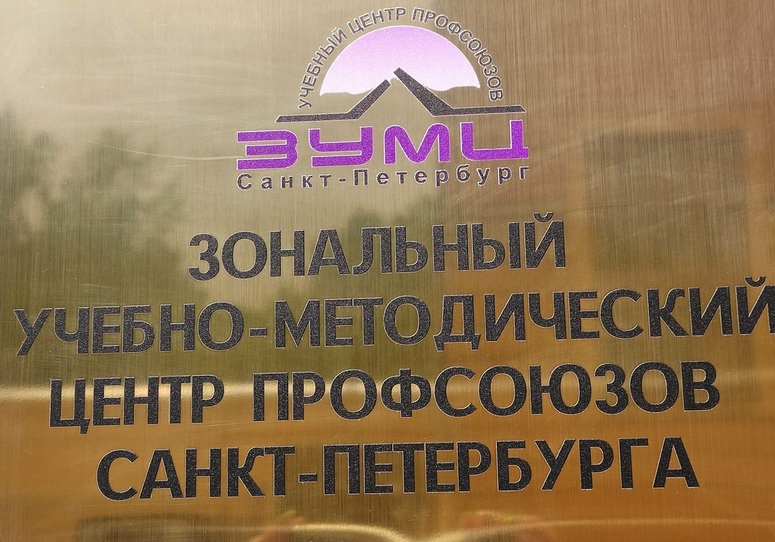 УЧЕБНЫЙ ЦЕНТР ПРОФСОЮЗОВ
ЗУМЦ
Санкт-Петербург
ЗОНАЛЬНЫЙ
УЧЕБНО-МЕТОДИЧЕСКИЙ
ЦЕНТР ПРОФСОЮЗОВ
САНКТ-ПЕТЕРБУРГА